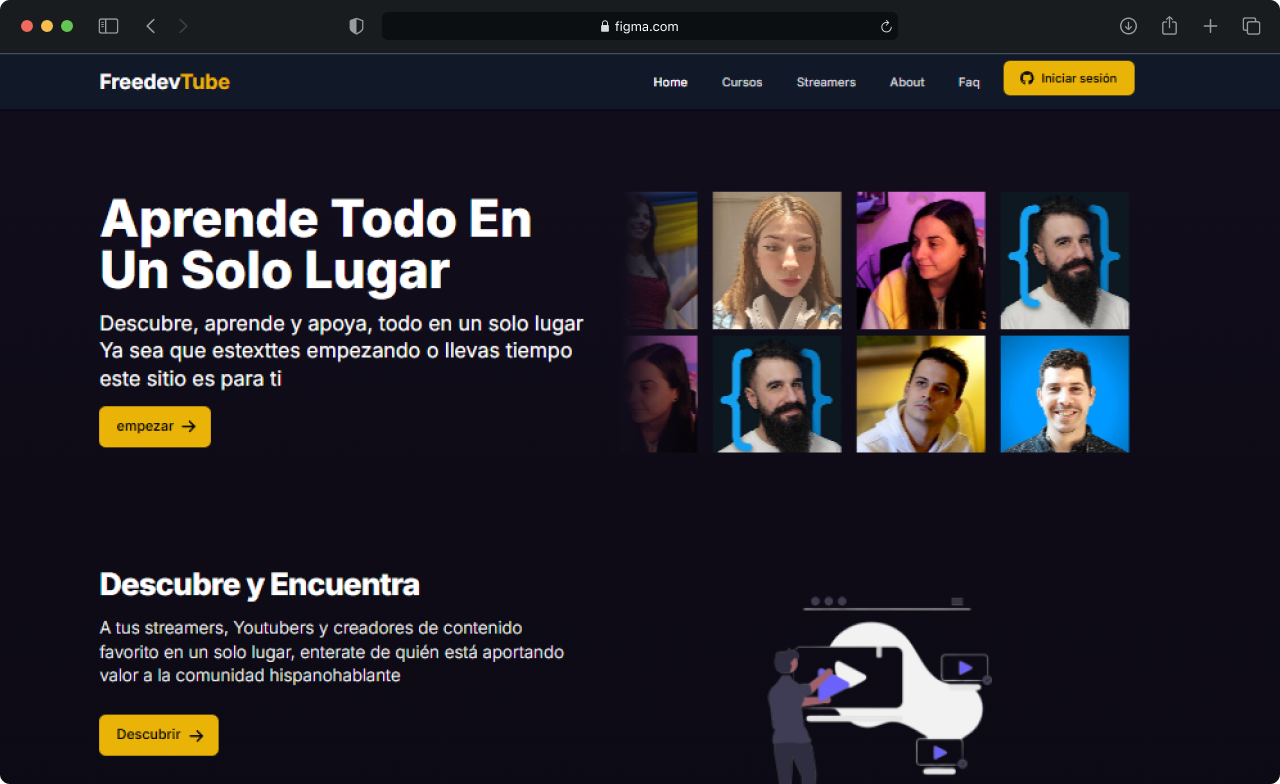 figma.com
FreedevTube
Home
Cursos
Streamers
About
Faq
Iniciar sesión
Aprende Todo En
Un Solo Lugar
Descubre, aprende y apoya, todo en un solo lugar
Ya sea que estexttes empezando o llevas tiempo
este sitio es para ti
empezar →
Descubre y Encuentra
A tus streamers, Youtubers y creadores de contenido
favorito en un solo lugar, enterate de quién está aportando
valor a la comunidad hispanohablante
Descubrir →